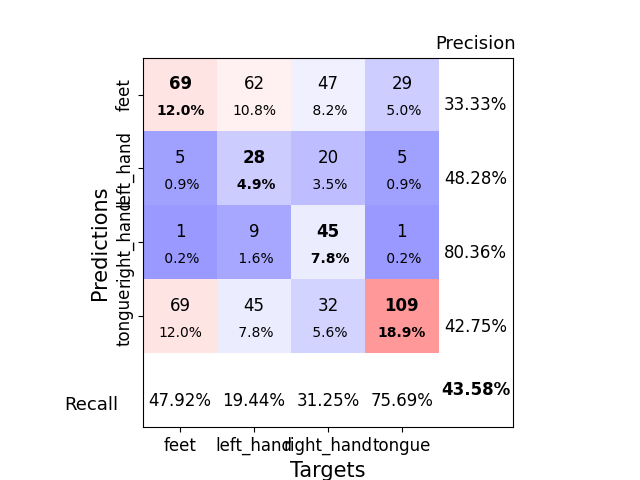 Precision
feet 69 62 47 29 33.33%
12.0% 10.8% 8.2% 5.0%
left_hand 5 28 20 5 48.28%
0.9% 4.9% 3.5% 0.9%
right_hand 1 9 45 1 80.36%
0.2% 1.6% 7.8% 0.2%
tongue 69 45 32 109 42.75%
12.0% 7.8% 5.6% 18.9%
Predictions
Recall 47.92% 19.44% 31.25% 75.69% 43.58%
feet left_hand right_hand tongue
Targets